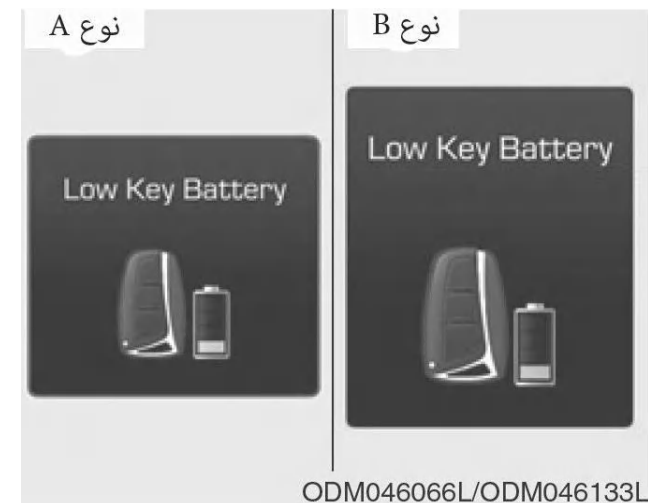 نوع A
نوع B
Low Key Battery
Low Key Battery
ODM046066L/ODM046133L